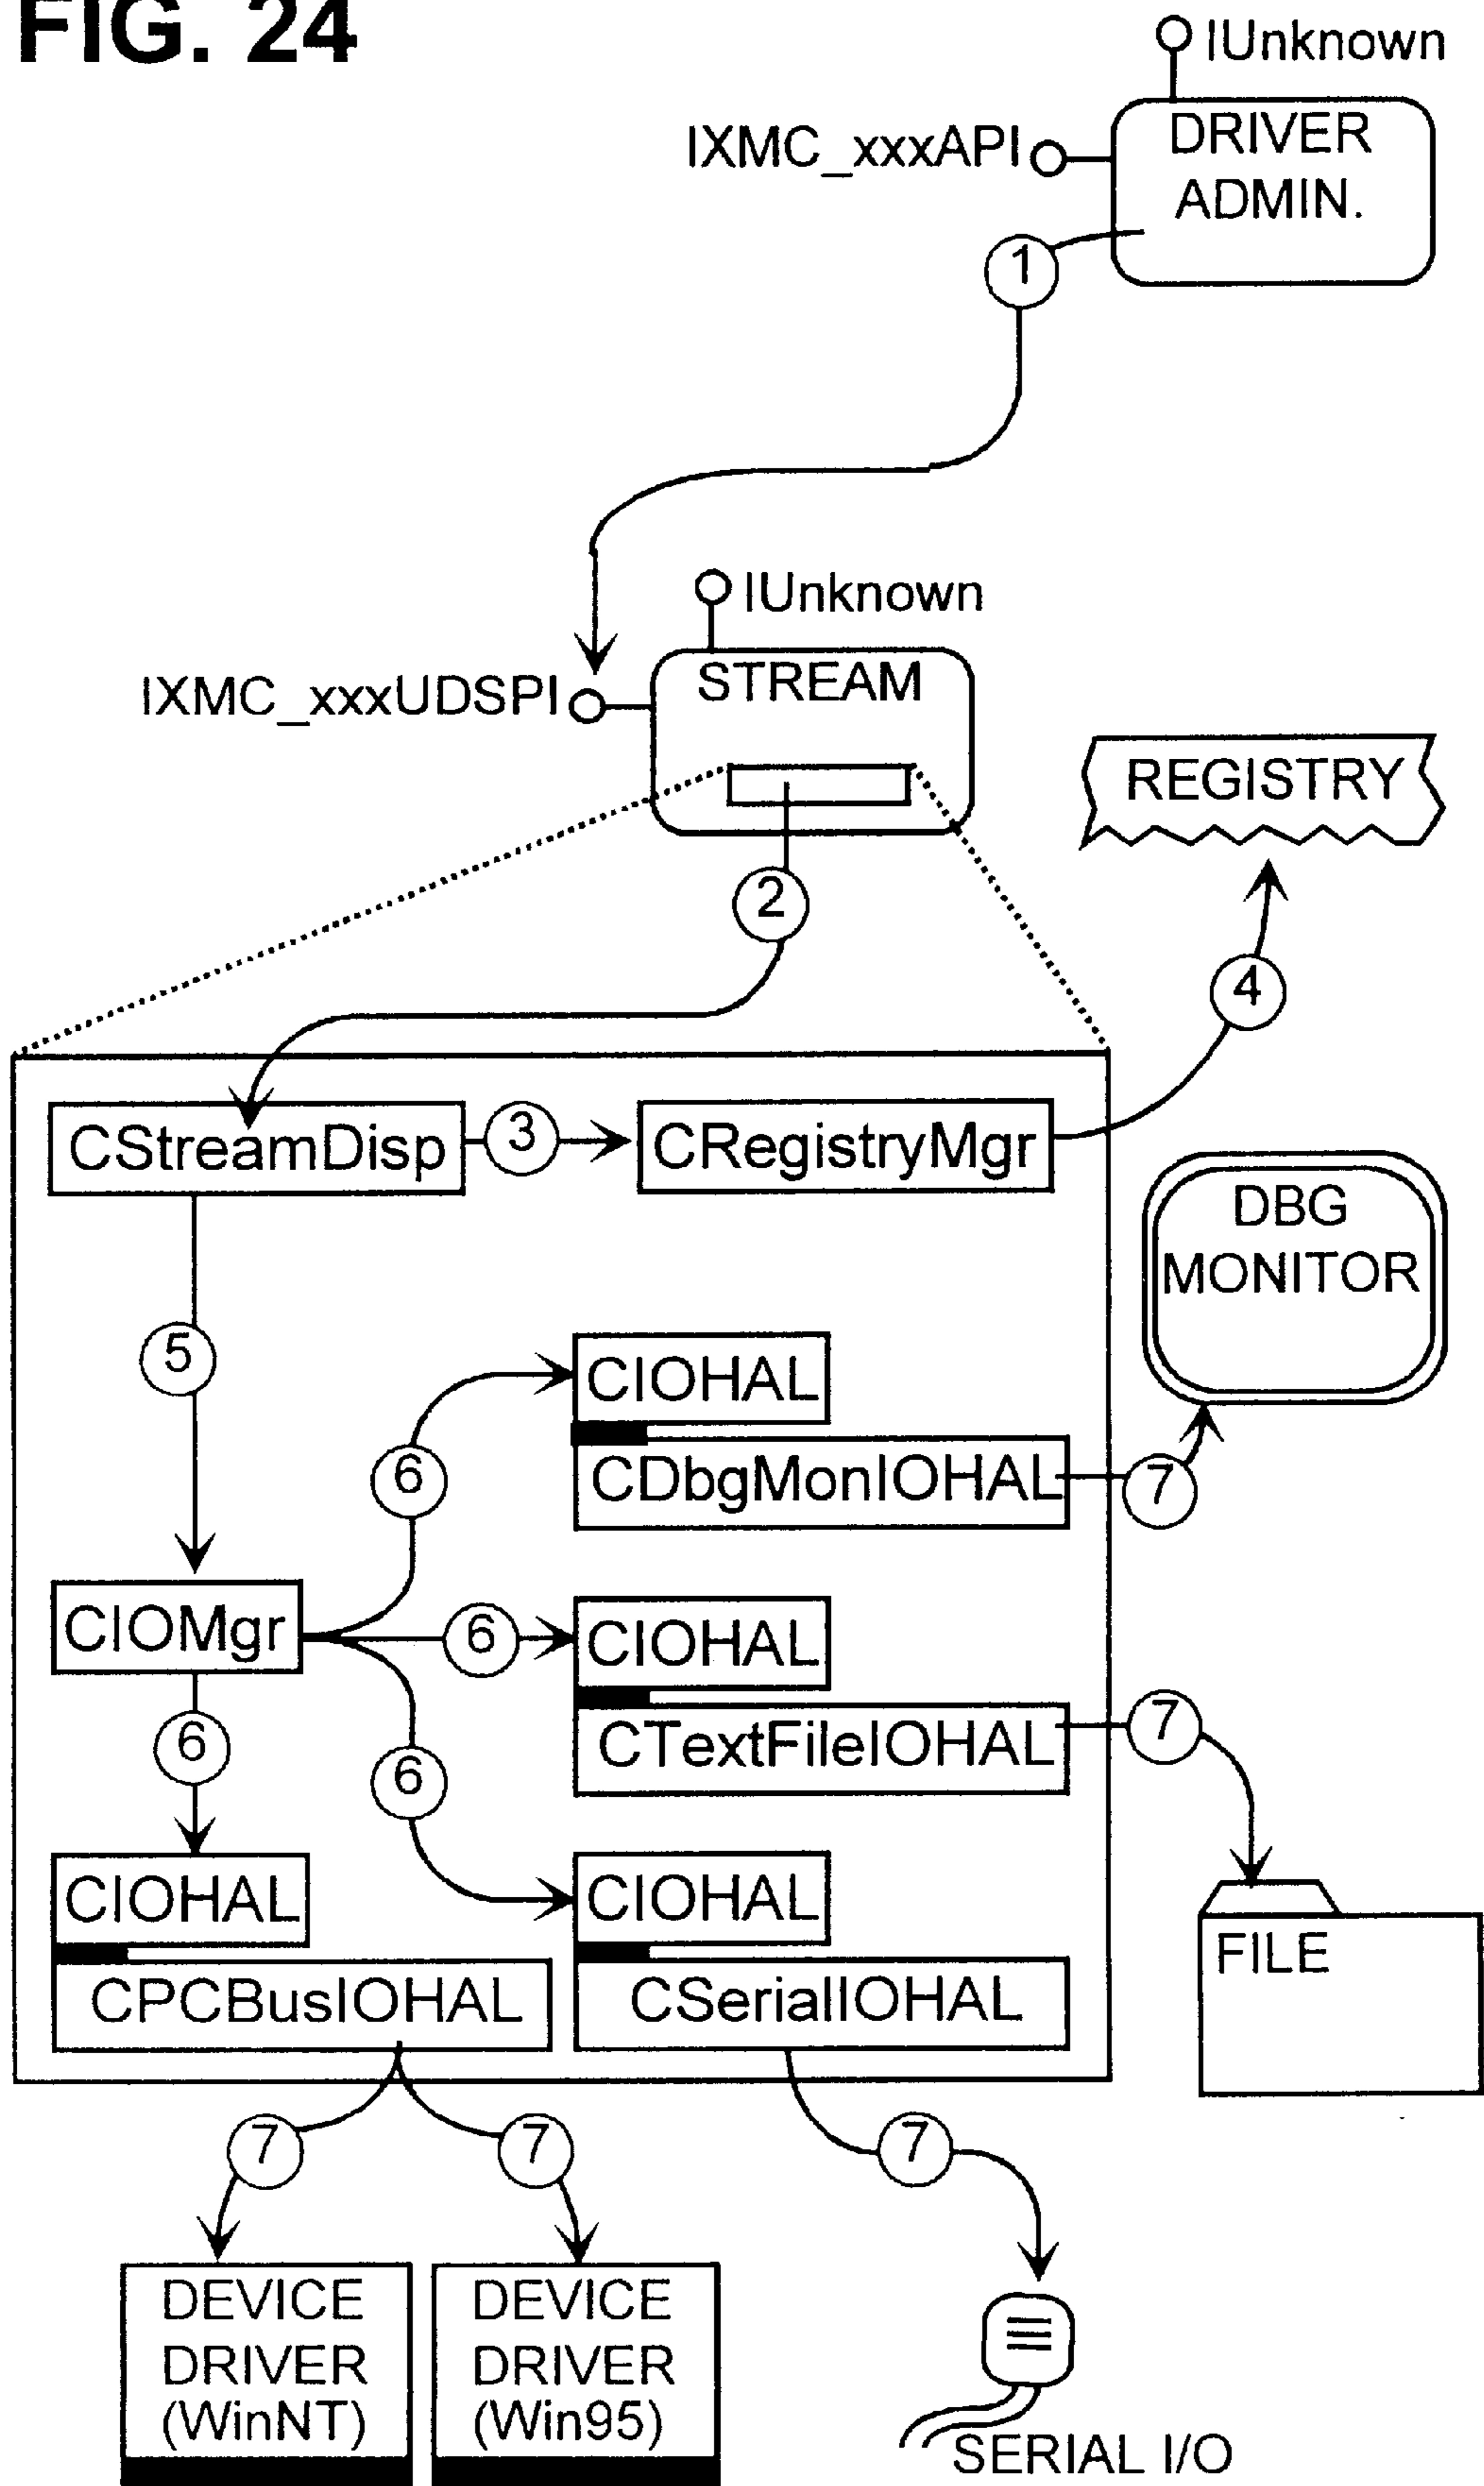 FIG. 24
IUnknown
IXMC_xxxAPI
DRIVER
ADMIN.
1
IUnknown
IXMC_xxxUDSPI
STREAM
REGISTRY
2
4
CStreamDisp
3
CRegistryMgr
DBG
MONITOR
5
CIOHAL
6
CDbgMonIOHAL
7
CIOMgr
6
CIOHAL
6
6
CTextFileIOHAL
7
CIOHAL
CIOHAL
FILE
CPCBusIOHAL
CSerialIOHAL
7
7
7
DEVICE
DRIVER
(WinNT)
DEVICE
DRIVER
(Win95)
SERIAL I/O